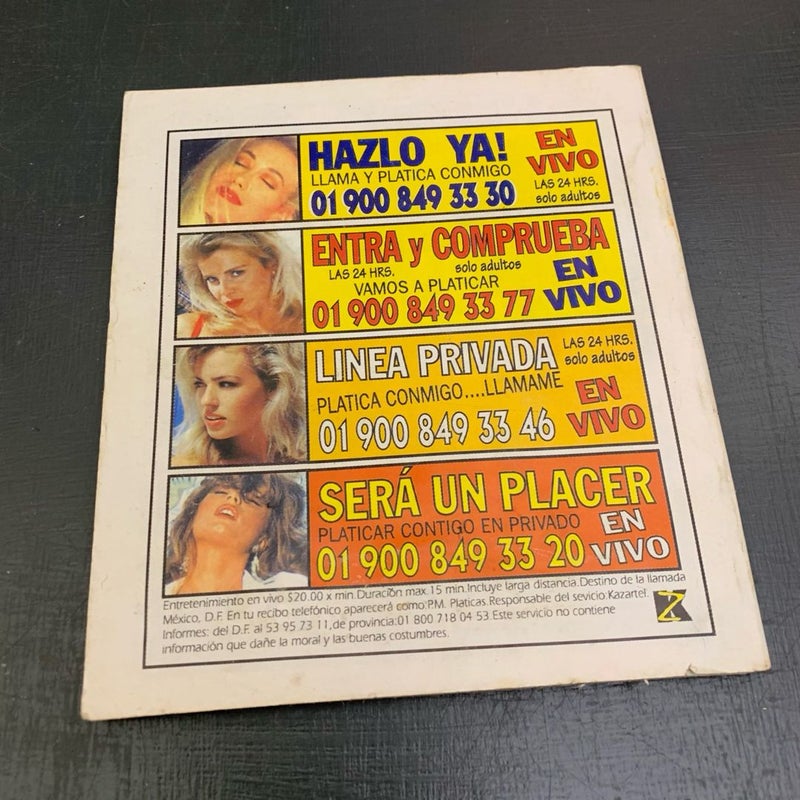 HAZLO YA!
EN VIVO
LLAMA Y PLATICA CONMIGO
01 900 849 33 30
LAS 24 HRS.
solo adultos
ENTRA y COMPRUEBA
LAS 24 HRS.
solo adultos
VAMOS A PLATICAR
EN VIVO
01 900 849 33 77
LINEA PRIVADA
LAS 24 HRS.
solo adultos
PLATICA CONMIGO....LLAMAME
EN VIVO
01 900 849 33 46
SERÁ UN PLACER
PLATICAR CONTIGO EN PRIVADO
EN VIVO
01 900 849 33 20
Entretenimiento en vivo $20.00 x min.Duración max. 15 min.Incluye larga distancia.Destino de la llamada
México, D.F. En tu recibo telefónico aparecerá como:P.M. Platicas.Responsable del sevicio:Kazartel.
Informes: del D.F. al 53 95 73 11,de provincia:01 800 718 04 53.Este servicio no contiene
información que dañe la moral y las buenas costumbres.